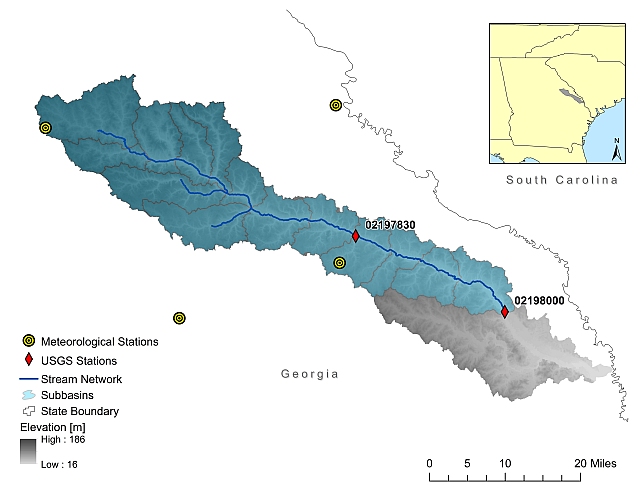 N
South Carolina
02197830
02198000
Georgia
Meteorological Stations
USGS Stations
Stream Network
Subbasins
State Boundary
Elevation [m]
High : 186
Low : 16
0 5 10 20 Miles